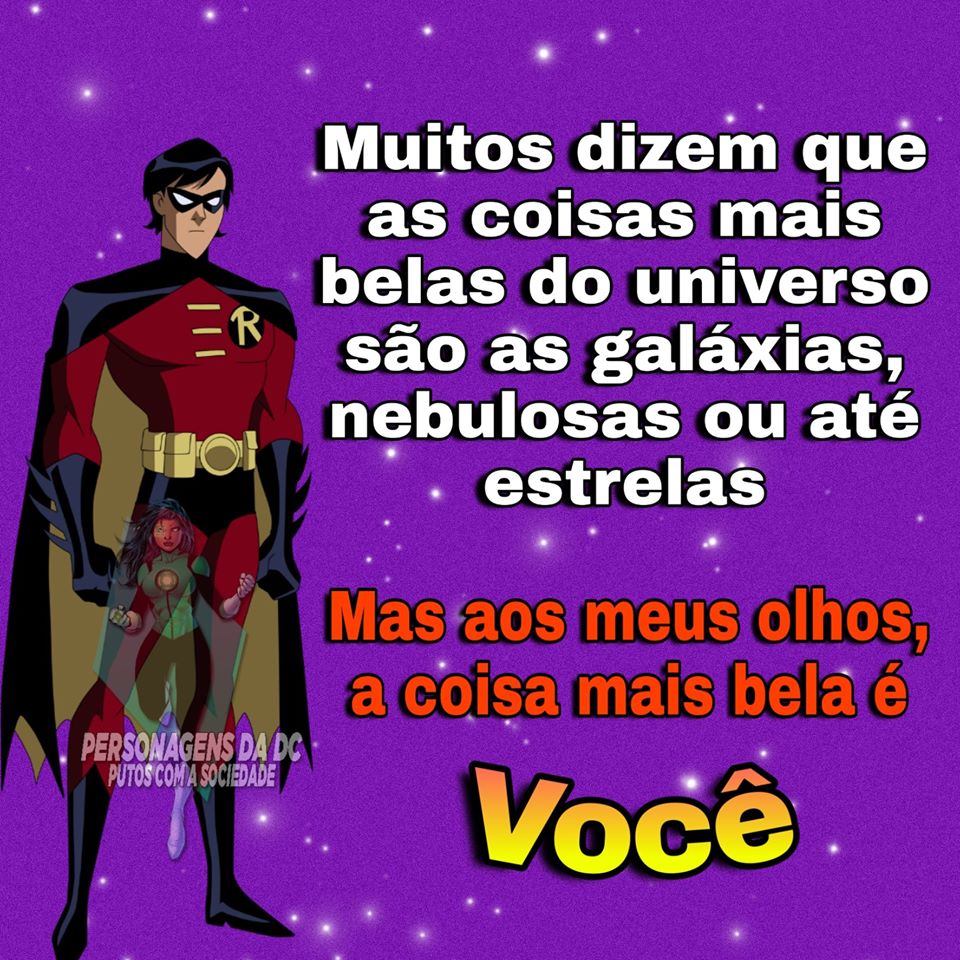 Muitos dizem que
as coisas mais
belas do universo
são as galáxias,
nebulosas ou até
estrelas
Mas aos meus olhos,
a coisa mais bela é
Você
R
PERSONAGENS DA DC
PUTOS COM A SOCIEDADE